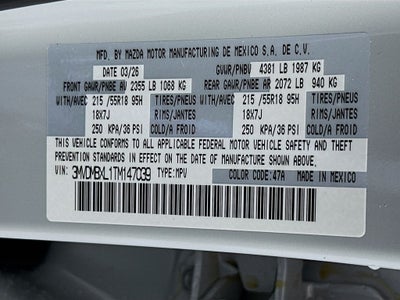 MFD. BY MAZDA MOTOR MANUFACTURING DE MEXICO S.A. DE C.V.
DATE 03/26 GVWR/PNBV 4381 LB 1987 KG
FRONT GAWR/PNBE AV 2355 LB 1068 KG REAR GAWR/PNBE AR 2072 LB 940 KG
WITH/AVEC 215/55R18 95H TIRES/PNEUS WITH/AVEC 215/55R18 95H TIRES/PNEUS
18X7J RIMS/JANTES 18X7J RIMS/JANTES
250 KPA/36 PSI COLD/A FROID 250 KPA/36 PSI COLD/A FROID
THIS VEHICLE CONFORMS TO ALL APPLICABLE FEDERAL MOTOR VEHICLE SAFETY, BUMPER, AND THEFT
PREVENTION STANDARDS IN EFFECT ON THE DATE OF MANUFACTURE SHOWN ABOVE.
VIN: 3MVDMBXL1TM147039 TYPE: MPV COLOR CODE: 47A MADE IN MEXICO